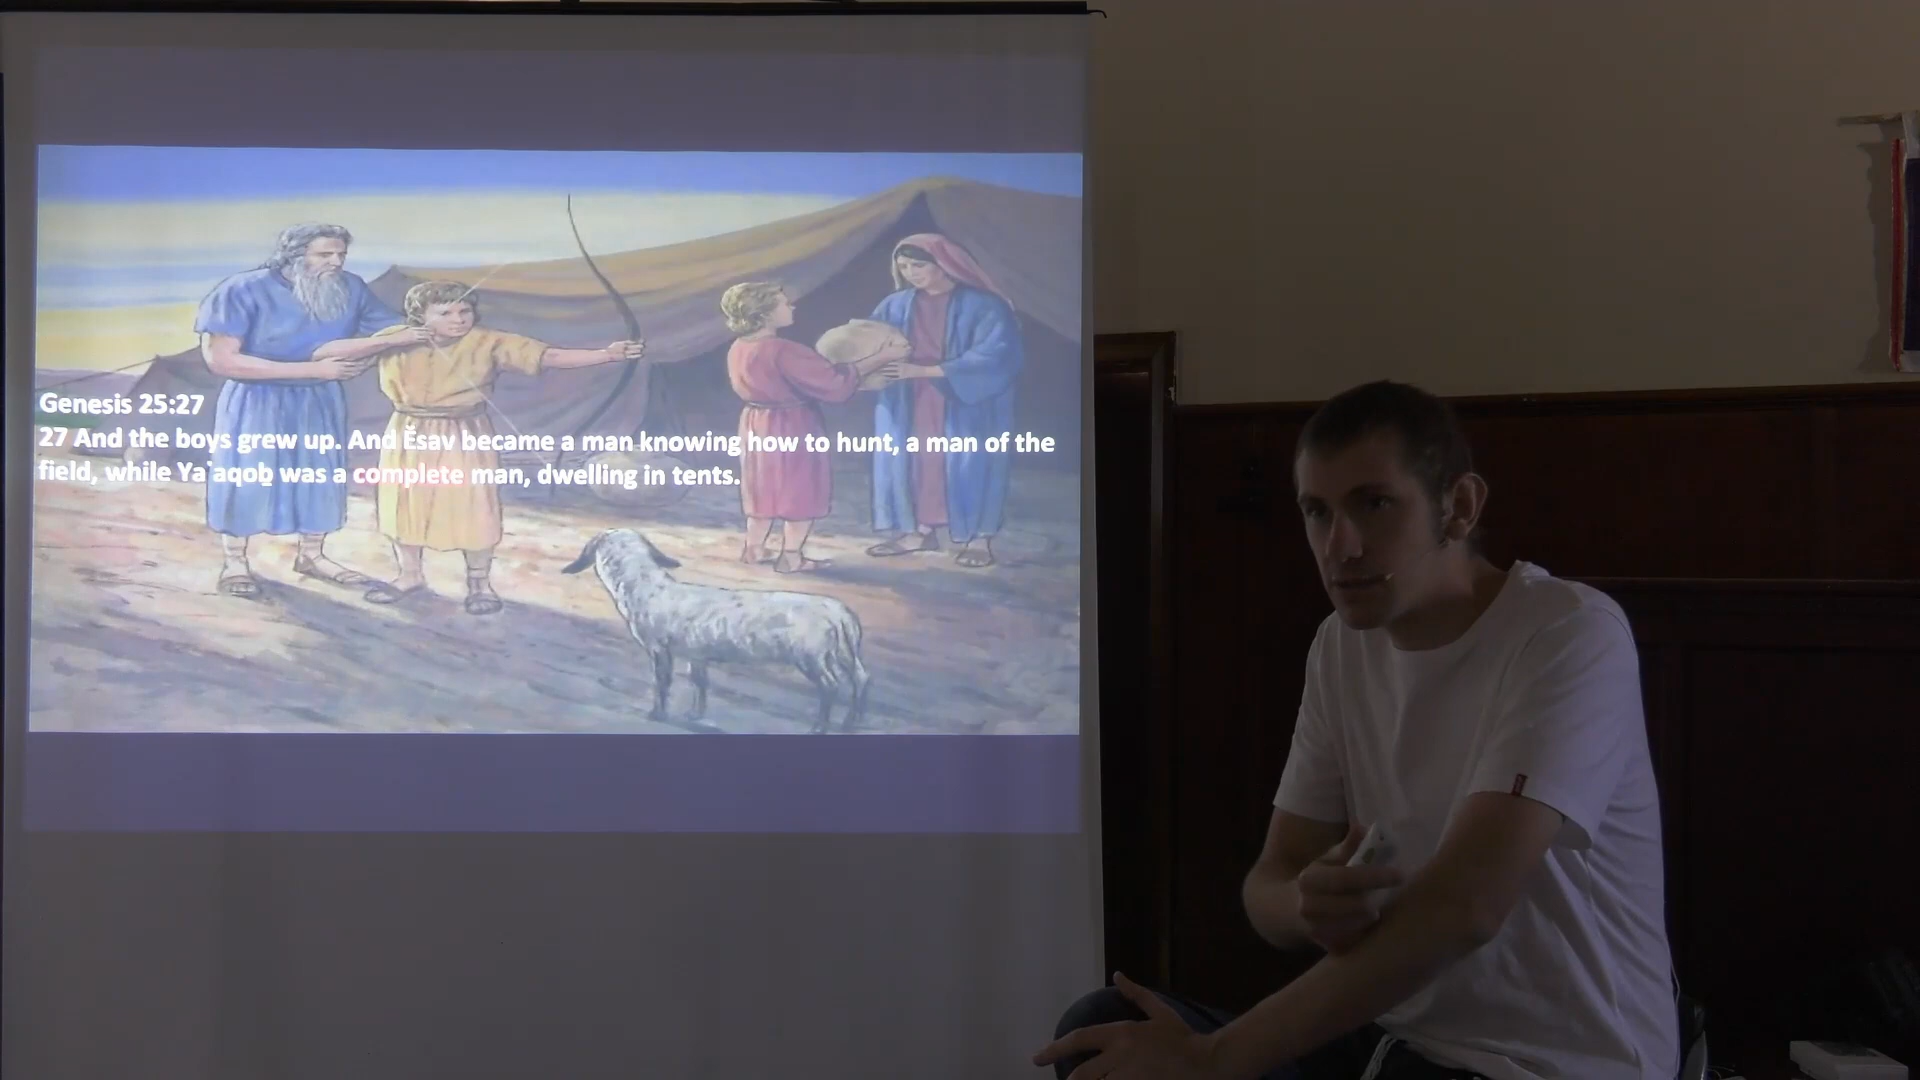 Genesis 25:27
27 And the boys grew up. And Ěsav became a man knowing how to hunt, a man of the
field, while Ya‛aqoḇ was a complete man, dwelling in tents.